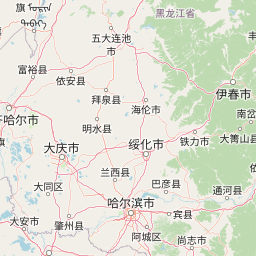 黑龙江省
五大连池
市
富裕县
依安县
伊春市
拜泉县
海伦市
齐哈尔市
明水县
大箐山县
绥化市
铁力市
大庆市
兰西县
大同区
巴彦县
通河县
哈尔滨市
宾县
大安市
肇州县
阿城区
尚志市